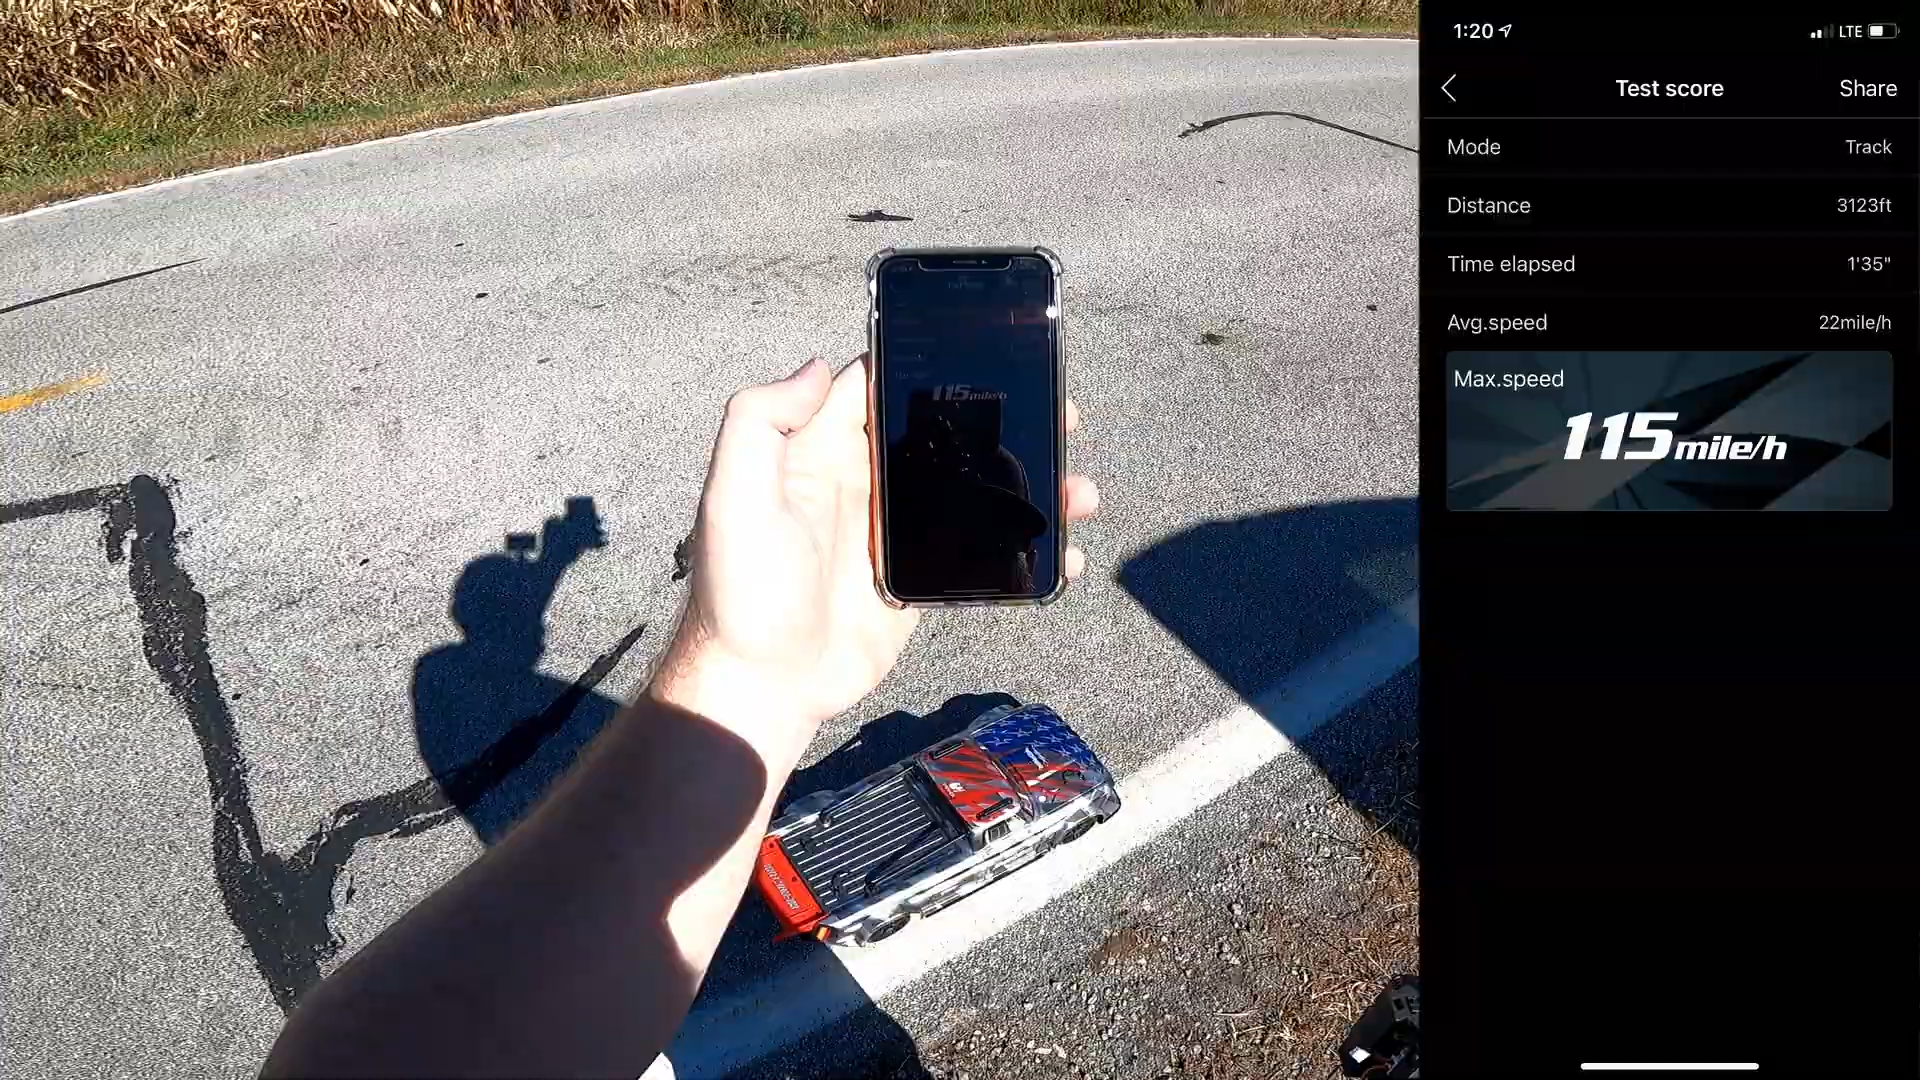 115mile/h
1:20
LTE
Test score
Share
Mode
Track
Distance
3123ft
Time elapsed
1'35"
Avg.speed
22mile/h
Max.speed
115mile/h